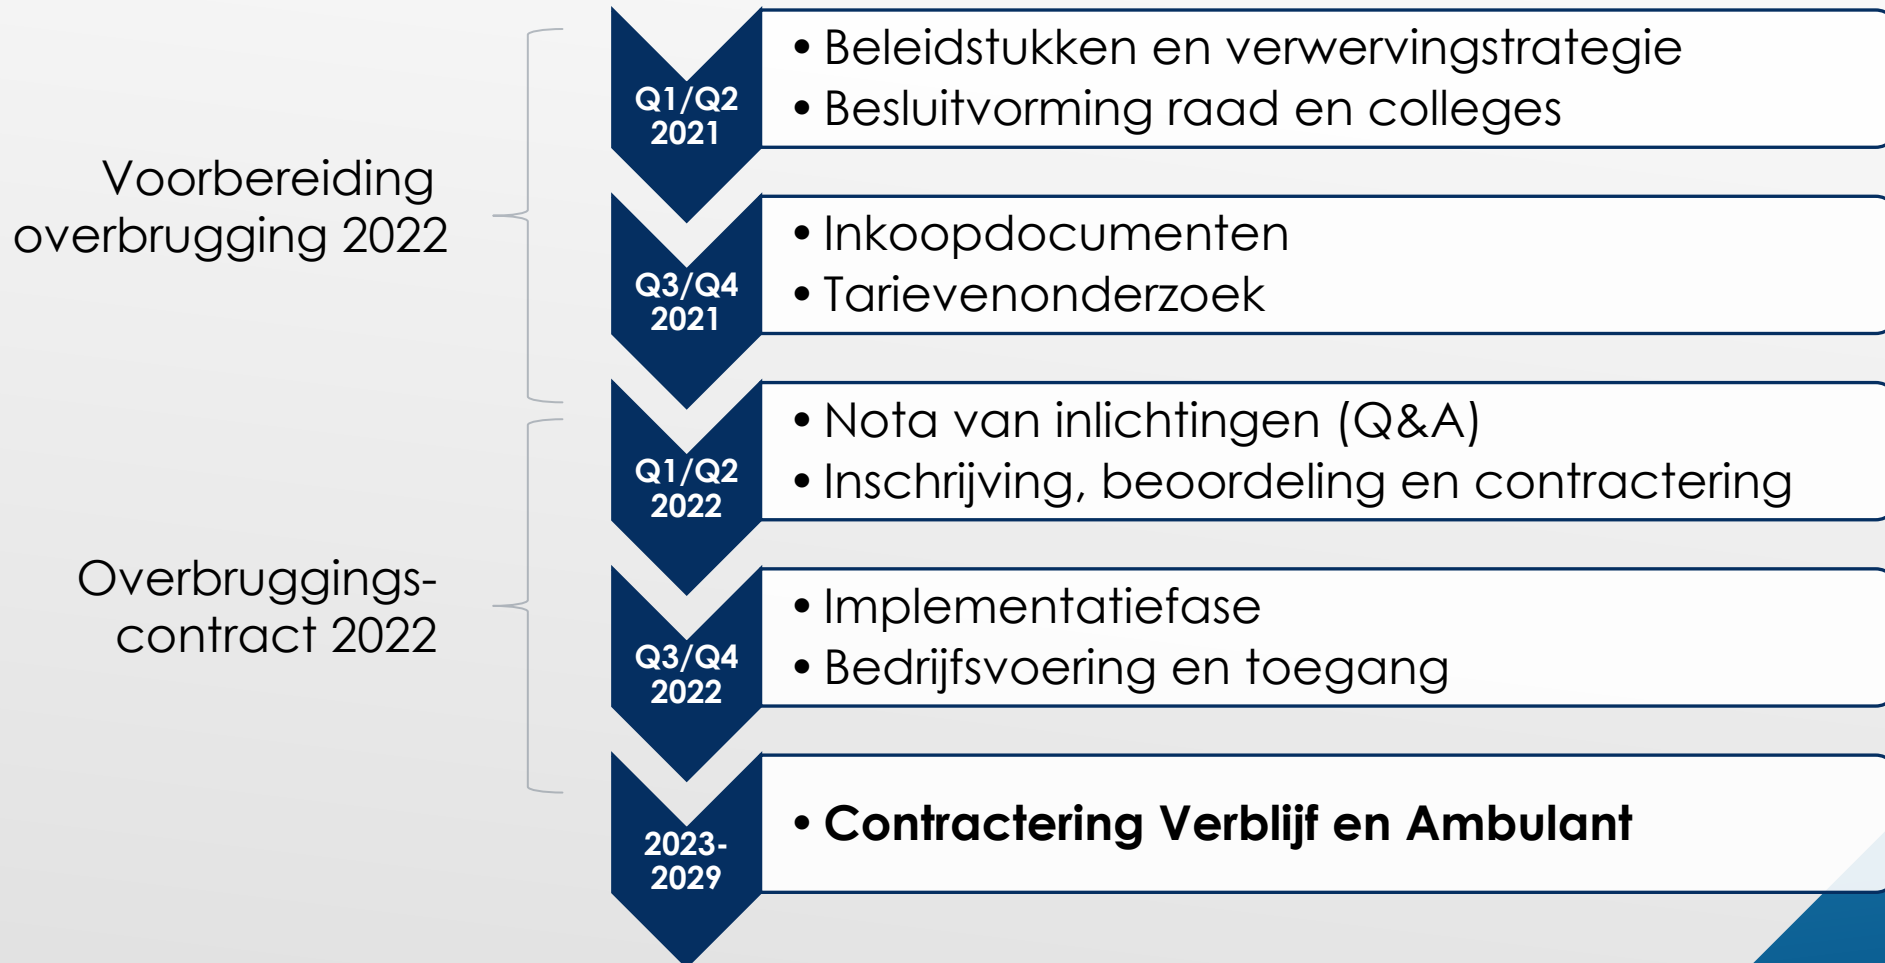 Voorbereiding
overbrugging 2022
Q1/Q2
2021
• Beleidstukken en verwervingstrategie
• Besluitvorming raad en colleges
Q3/Q4
2021
• Inkoopdocumenten
• Tarievenonderzoek
Overbruggings-
contract 2022
Q1/Q2
2022
• Nota van inlichtingen (Q&A)
• Inschrijving, beoordeling en contractering
Q3/Q4
2022
• Implementatiefase
• Bedrijfsvoering en toegang
2023-
2029
• Contractering Verblijf en Ambulant